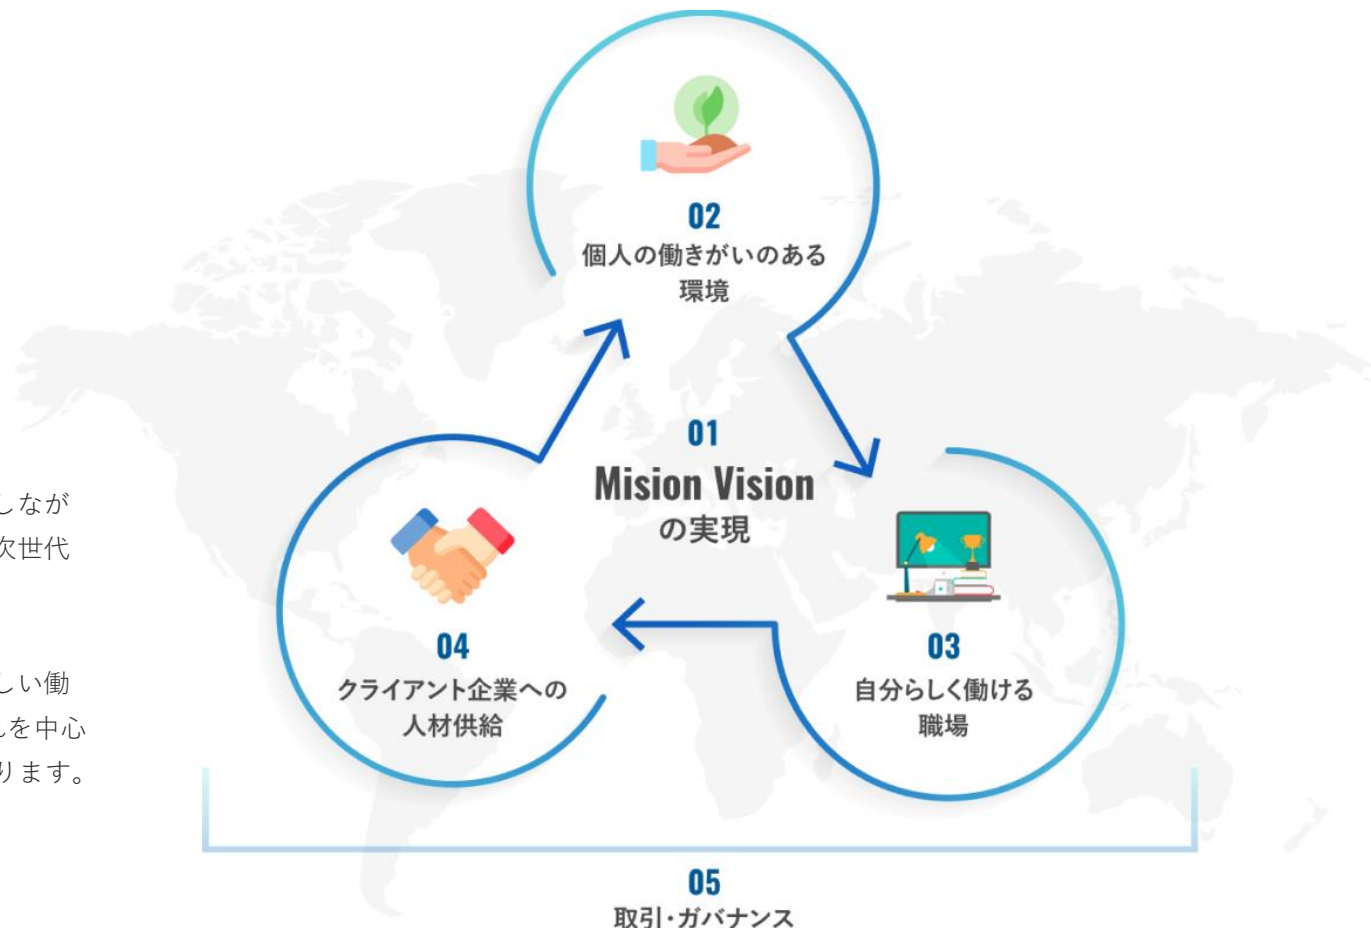 02
個人の働きがいのある
環境
01
Mision Vision
の実現
しなが
次世代
04
クライアント企業への
人材供給
03
自分らしく働ける
職場
しい働
を中心
ります。
05
取引・ガバナンス